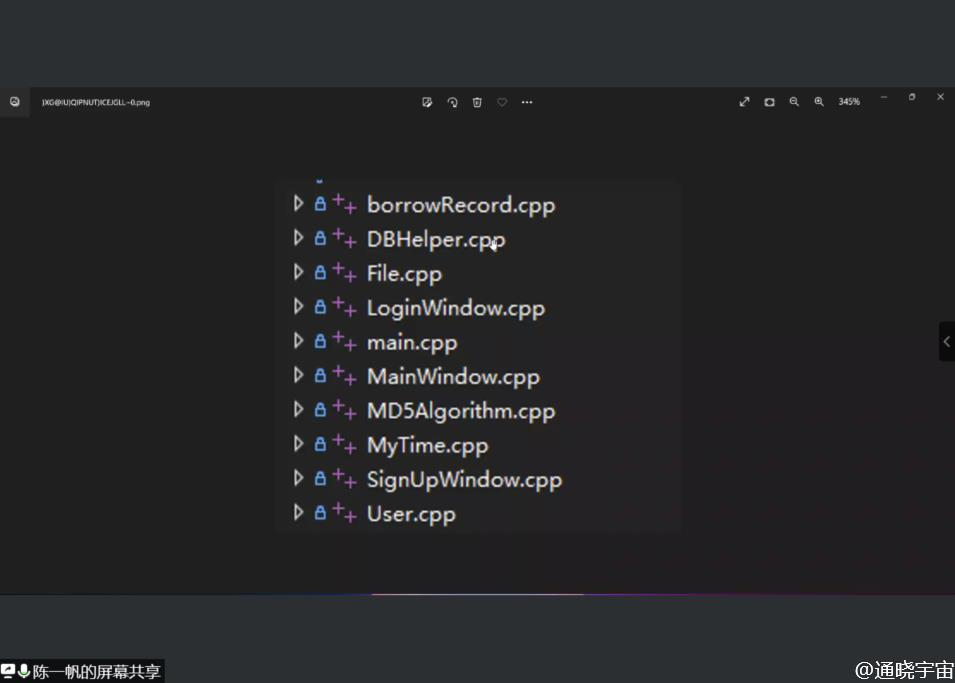 345%
borrowRecord.cpp
DBHelper.cpp
File.cpp
LoginWindow.cpp
main.cpp
MainWindow.cpp
MD5Algorithm.cpp
MyTime.cpp
SignUpWindow.cpp
User.cpp
陈一帆的屏幕共享
@通晓宇宙